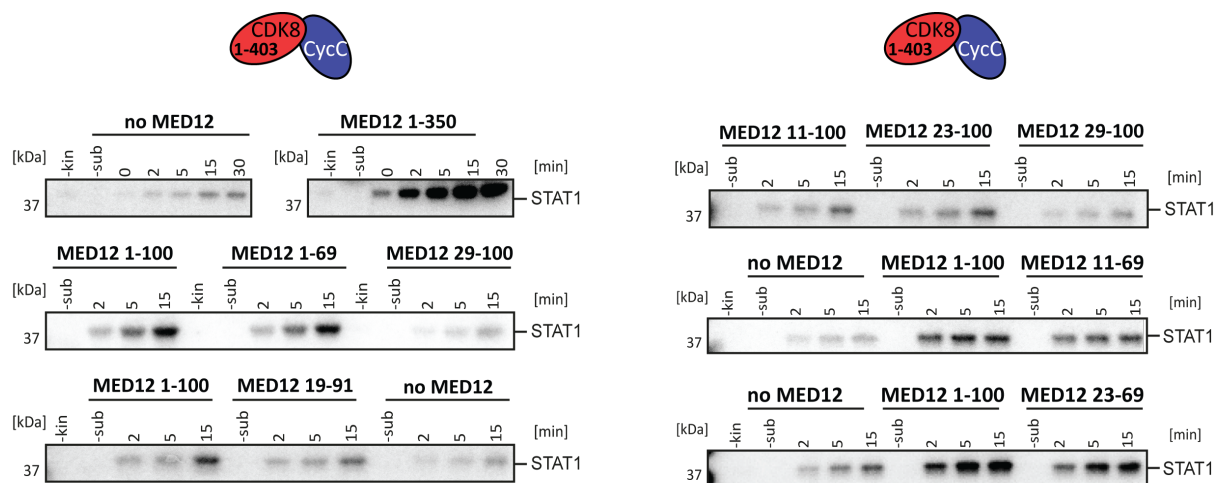 CDK8
1-403
CycC
no MED12
MED12 1-350
[kDa] -kin -sub 0 2 5 15 30 -kin -sub 0 2 5 15 30 [min]
37 37 STAT1
MED12 1-100 MED12 1-69 MED12 29-100
[kDa] -sub 2 5 15 -kin -sub 2 5 15 -kin -sub 2 5 15 [min]
37 STAT1
MED12 1-100 MED12 19-91 no MED12
[kDa] -kin -sub 2 5 15 -sub 2 5 15 -sub 2 5 15 [min]
37 STAT1
CDK8
1-403
CycC
MED12 11-100 MED12 23-100 MED12 29-100
[kDa] -sub 2 5 15 -sub 2 5 15 -sub 2 5 15 [min]
37 STAT1
no MED12 MED12 1-100 MED12 11-69
[kDa] -kin -sub 2 5 15 -sub 2 5 15 -sub 2 5 15 [min]
37 STAT1
no MED12 MED12 1-100 MED12 23-69
[kDa] -kin -sub 2 5 15 -sub 2 5 15 -sub 2 5 15 [min]
37 STAT1